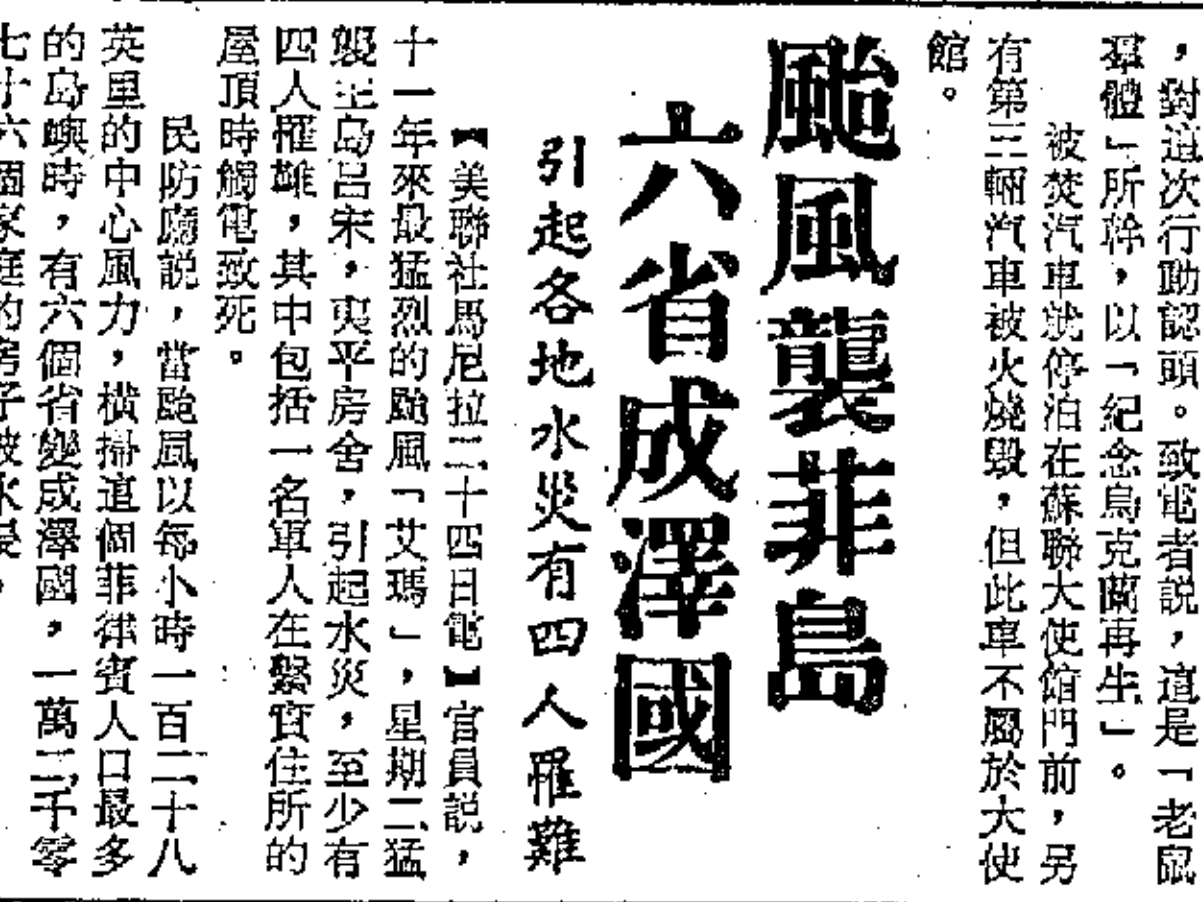 ，對這次行動認頭。致電者說，這是「老鼠
羣體」所幹，以「紀念烏克蘭再生」。
被焚汽車就停泊在蘇聯大使館門前，另
有第三輛汽車被火燒毀，但此車不屬於大使
館。
颱風襲菲島
六省成澤國
引起各地水災有四人罹難
【美聯社馬尼拉二十四日電】官員說，
十一年來最猛烈的颱風「艾瑪」，星期二猛
襲主島呂宋，夷平房舍，引起水災，至少有
四人罹難，其中包括一名軍人在繫實住所的
屋頂時觸電致死。
民防廳說，當颱風以每小時一百二十八
英里的中心風力，橫掃這個菲律賓人口最多
的島嶼時，有六個省變成澤國，一萬二千零
七十六個家庭的房子被水浸，